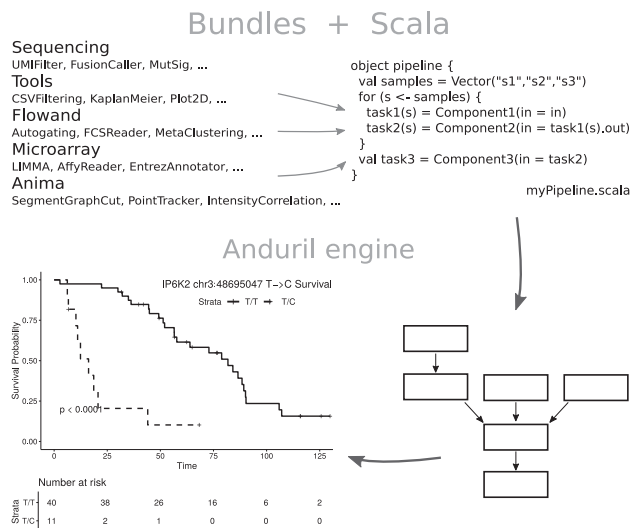 Bundles + Scala
Sequencing
UMIFilter, FusionCaller, MutSig, ...
Tools
CSVFiltering, KaplanMeier, Plot2D, ...
Flowand
Autogating, FCSReader, MetaClustering, ...
Microarray
LIMMA, AffyReader, EntrezAnnotator, ...
Anima
SegmentGraphCut, PointTracker, IntensityCorrelation, ...
object pipeline {
val samples = Vector("s1","s2","s3")
for (s <- samples) {
task1(s) = Component1(in = in)
task2(s) = Component2(in = task1(s).out)
}
val task3 = Component3(in = task2)
}
myPipeline.scala
Anduril engine
IP6K2 chr3:48695047 T->C Survival
Strata T/T T/C
Survival Probability
1.00
0.75
0.50
0.25
0.00
p < 0.0001
0 25 50 75 100 125
Time
Number at risk
Strata
T/T 40 38 26 16 6 2
T/C 11 2 1 0 0 0